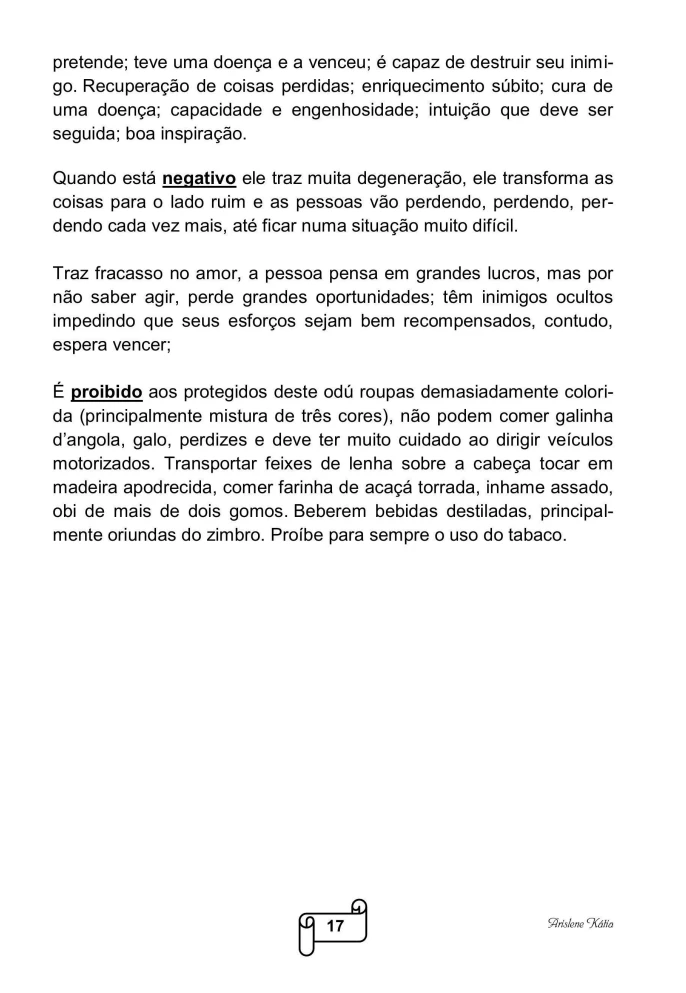 pretende; teve uma doença e a venceu; é capaz de destruir seu inimi-
go. Recuperação de coisas perdidas; enriquecimento súbito; cura de
uma doença; capacidade e engenhosidade; intuição que deve ser
seguida; boa inspiração.
Quando está negativo ele traz muita degeneração, ele transforma as
coisas para o lado ruim e as pessoas vão perdendo, perdendo, per-
dendo cada vez mais, até ficar numa situação muito difícil.
Traz fracasso no amor, a pessoa pensa em grandes lucros, mas por
não saber agir, perde grandes oportunidades; têm inimigos ocultos
impedindo que seus esforços sejam bem recompensados, contudo,
espera vencer;
É proibido aos protegidos deste odú roupas demasiadamente colori-
da (principalmente mistura de três cores), não podem comer galinha
d’angola, galo, perdizes e deve ter muito cuidado ao dirigir veículos
motorizados. Transportar feixes de lenha sobre a cabeça tocar em
madeira apodrecida, comer farinha de acaçá torrada, inhame assado,
obi de mais de dois gomos. Beberem bebidas destiladas, principal-
mente oriundas do zimbro. Proíbe para sempre o uso do tabaco.
17
Arislene Kátia